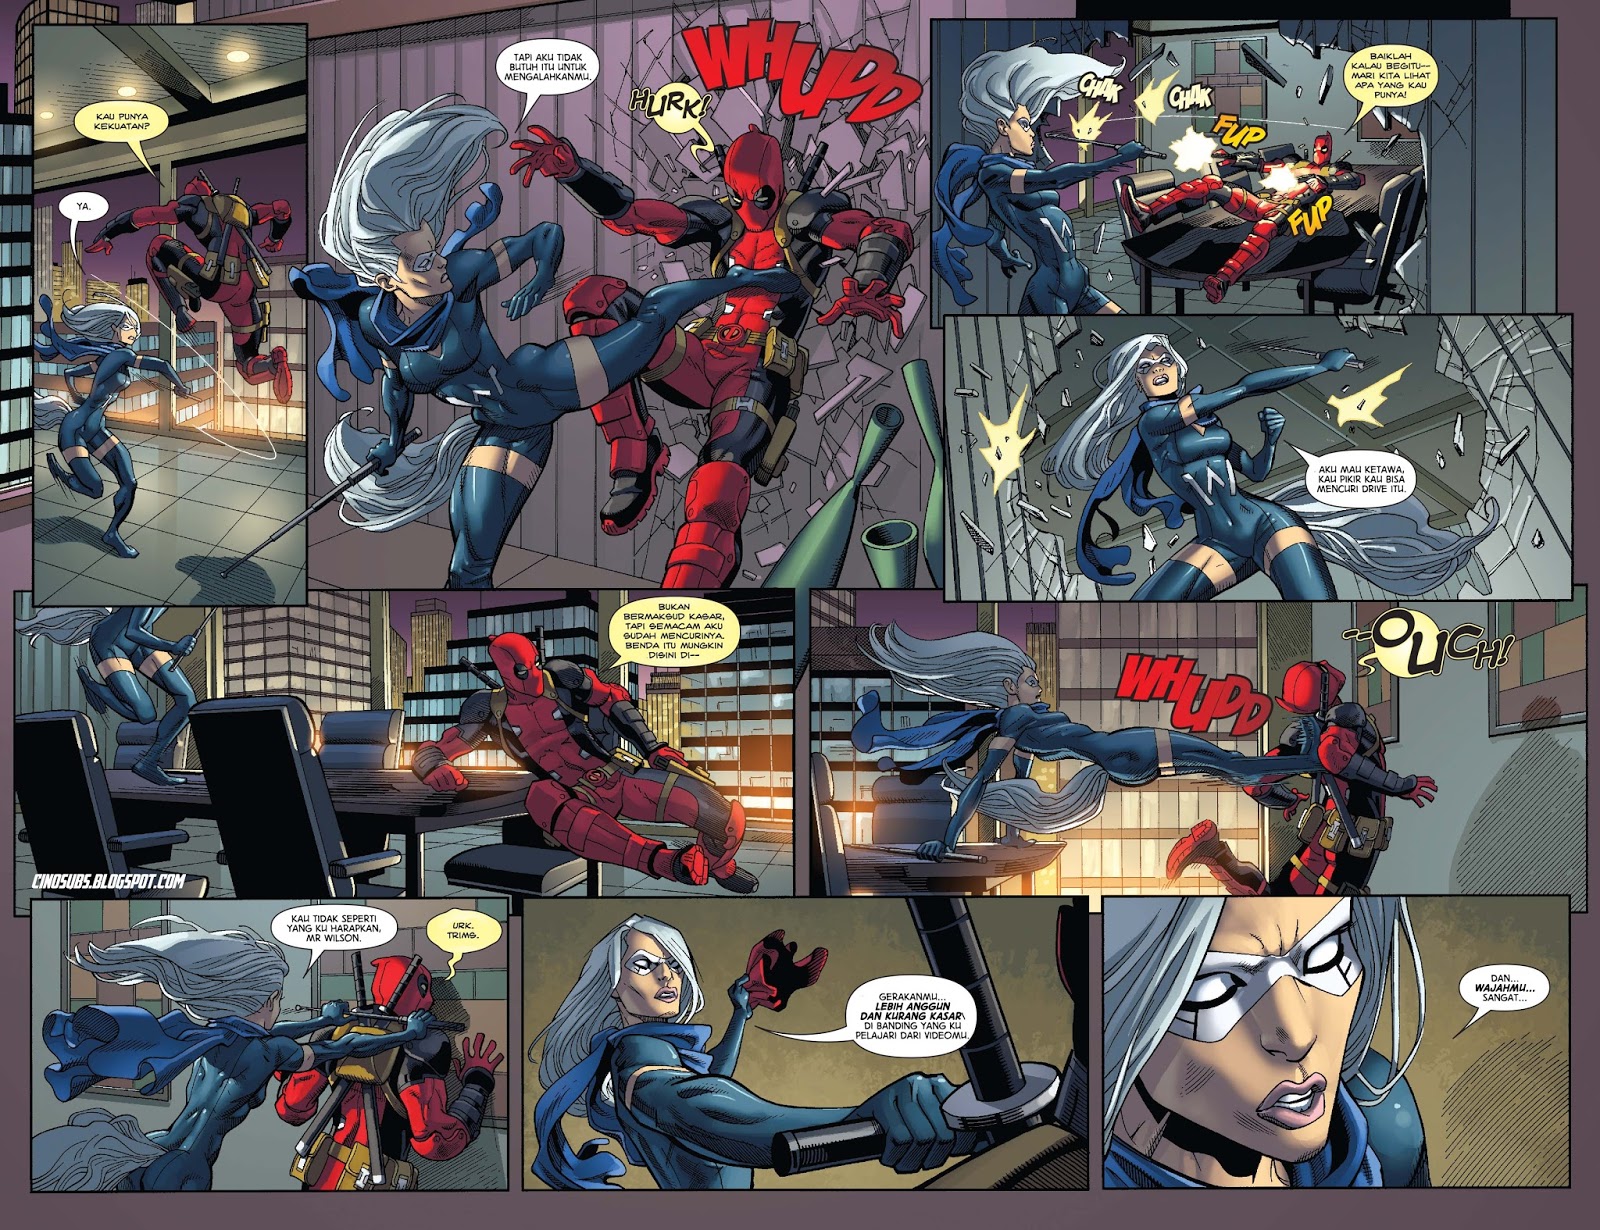 KAU PUNYA
KEKUATAN?
YA.
TAPI AKU TIDAK
BUTUH ITU UNTUK
MENGALAHKANMU.
HURK!
WHUDD
CHAK
CHAK
FUP
FUP
BAIKLAH
KALAU BEGITU--
MARI KITA LIHAT
APA YANG KAU
PUNYA!
AKU MAU KETAWA,
KAU PIKIR KAU BISA
MENCURI DRIVE ITU.
BUKAN
BERMAKSUD KASAR,
TAPI SEMACAM AKU
SUDAH MENCURINYA.
BENDA ITU MUNGKIN
DISINI DI--
WHUDD
--OUCH!
CINOSUBS.BLOGSPOT.COM
KAU TIDAK SEPERTI
YANG KU HARAPKAN,
MR WILSON.
URK.
TRIMS.
GERAKANMU...
LEBIH ANGGUN
DAN KURANG KASAR\
DI BANDING YANG KU
PELAJARI DARI VIDEOMU.
DAN...
WAJAHMU...
SANGAT...